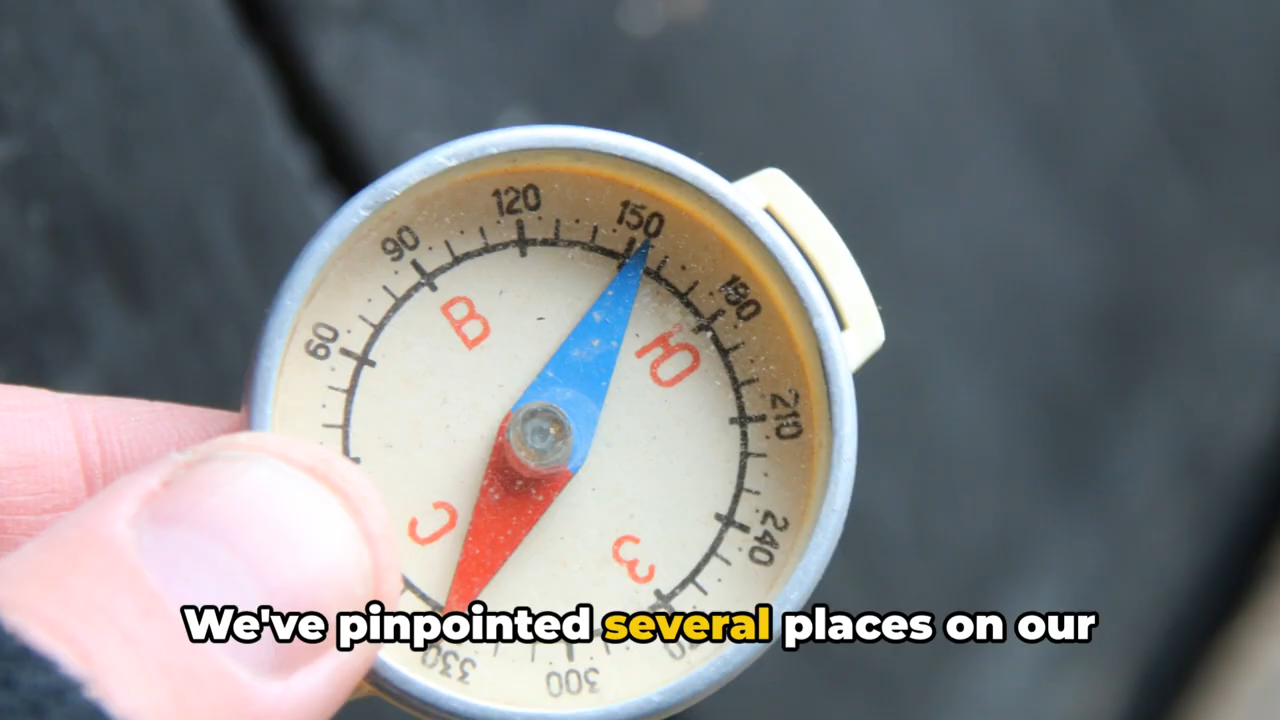 120
150
90
180
60
В
Ю
210
С
З
240
We've pinpointed several places on our
330
300